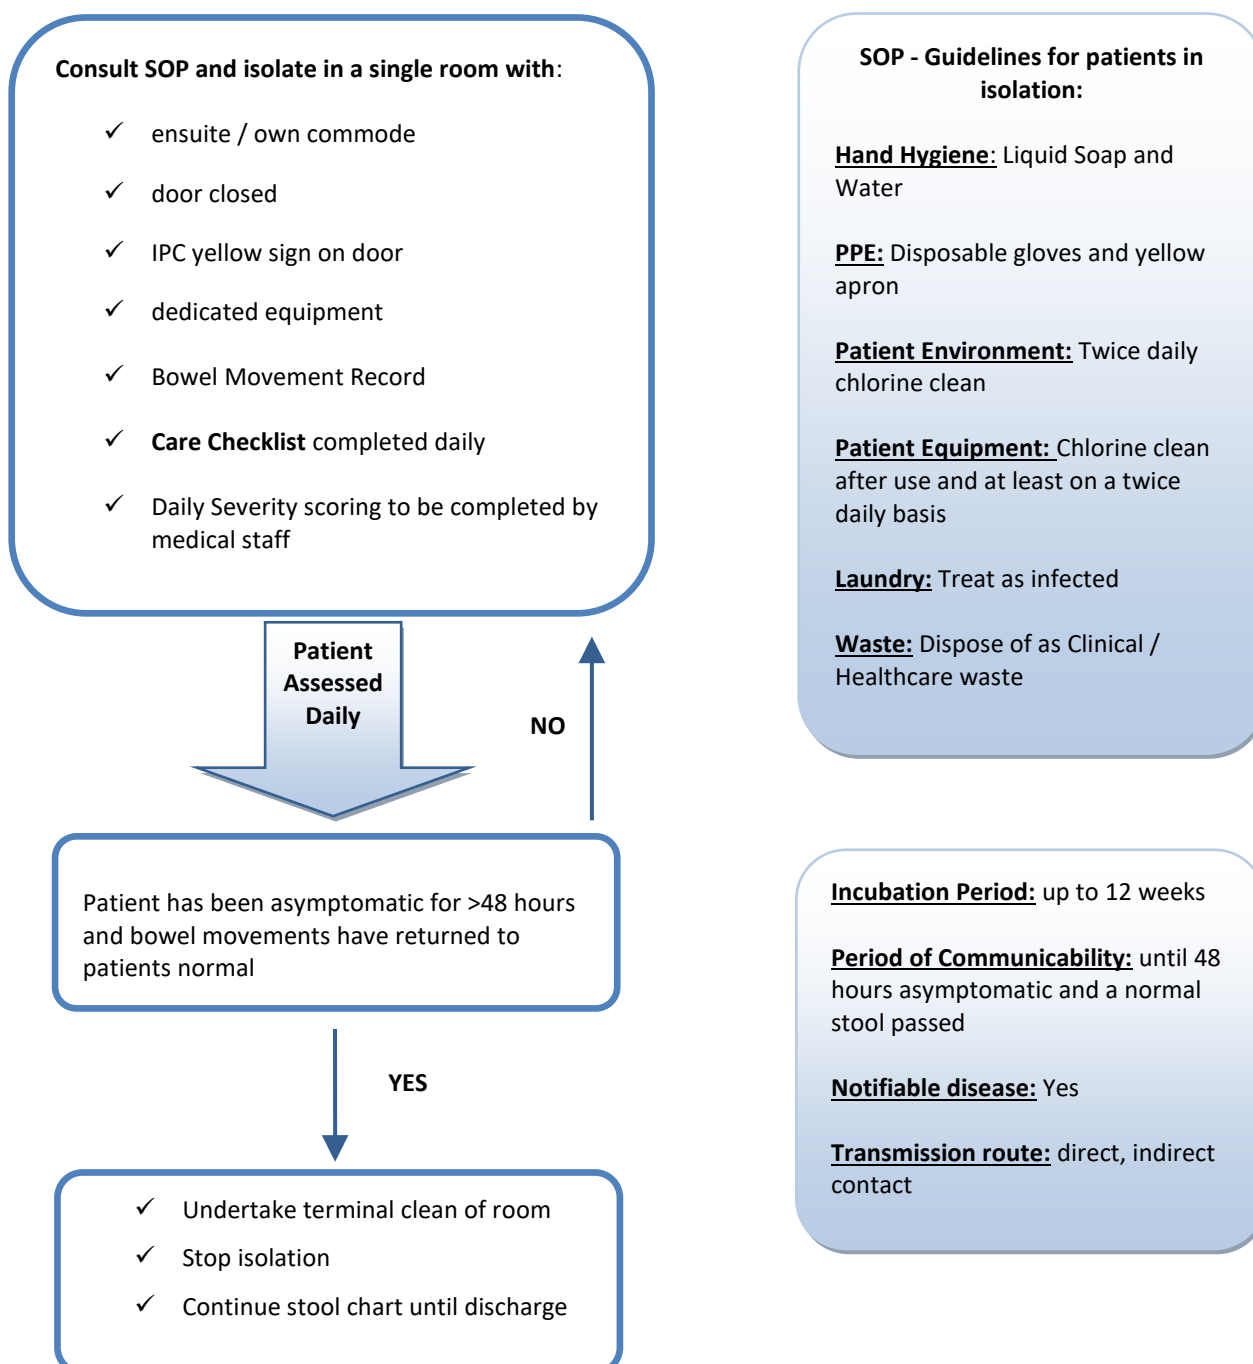 Consult SOP and isolate in a single room with:
✓ ensuite / own commode
✓ door closed
✓ IPC yellow sign on door
✓ dedicated equipment
✓ Bowel Movement Record
✓ Care Checklist completed daily
✓ Daily Severity scoring to be completed by
medical staff
Patient
Assessed
Daily
NO
Patient has been asymptomatic for >48 hours
and bowel movements have returned to
patients normal
YES
✓ Undertake terminal clean of room
✓ Stop isolation
✓ Continue stool chart until discharge
SOP - Guidelines for patients in
isolation:
Hand Hygiene: Liquid Soap and
Water
PPE: Disposable gloves and yellow
apron
Patient Environment: Twice daily
chlorine clean
Patient Equipment: Chlorine clean
after use and at least on a twice
daily basis
Laundry: Treat as infected
Waste: Dispose of as Clinical /
Healthcare waste
Incubation Period: up to 12 weeks
Period of Communicability: until 48
hours asymptomatic and a normal
stool passed
Notifiable disease: Yes
Transmission route: direct, indirect
contact